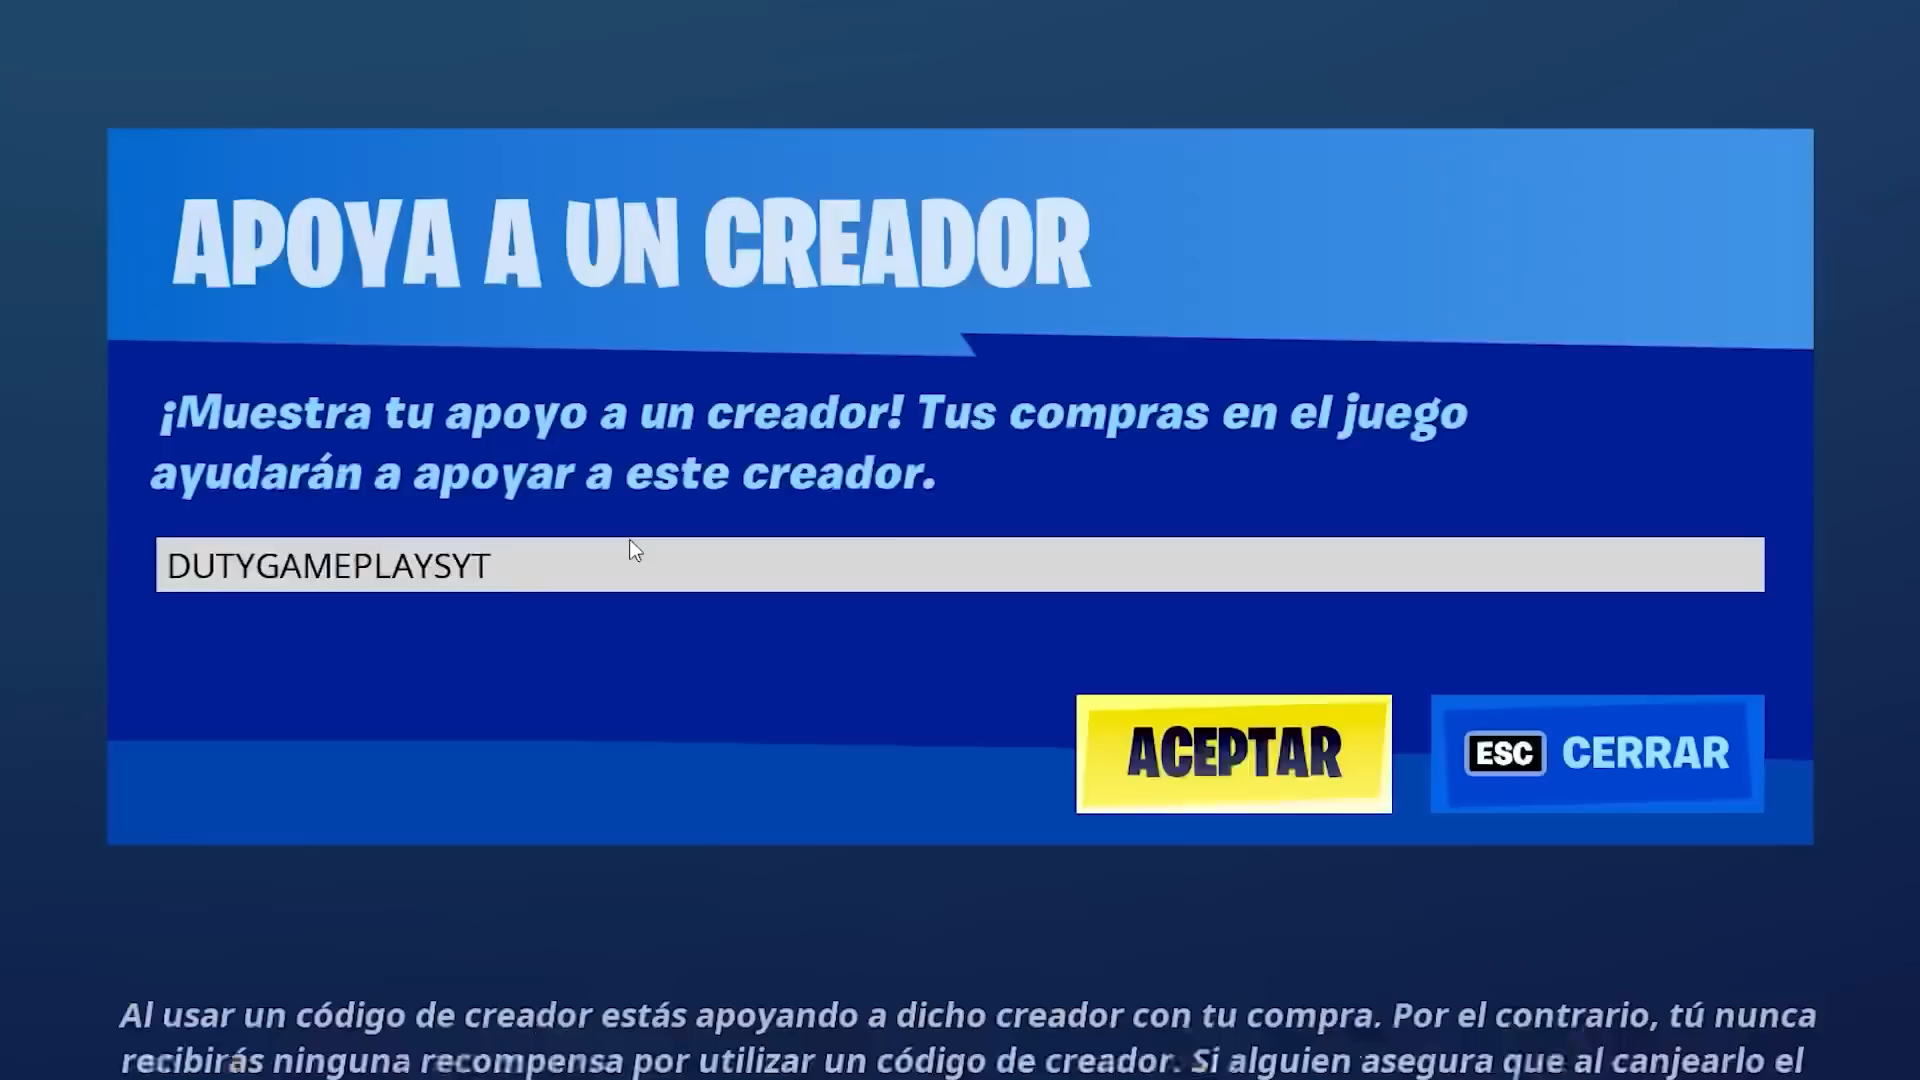 APOYA A UN CREADOR
¡Muestra tu apoyo a un creador! Tus compras en el juego
ayudarán a apoyar a este creador.
DUTYGAMEPLAYSYT
ACEPTAR
ESC CERRAR
Al usar un código de creador estás apoyando a dicho creador con tu compra. Por el contrario, tú nunca
recibirás ninguna recompensa por utilizar un código de creador. Si alguien asegura que al canjearlo el